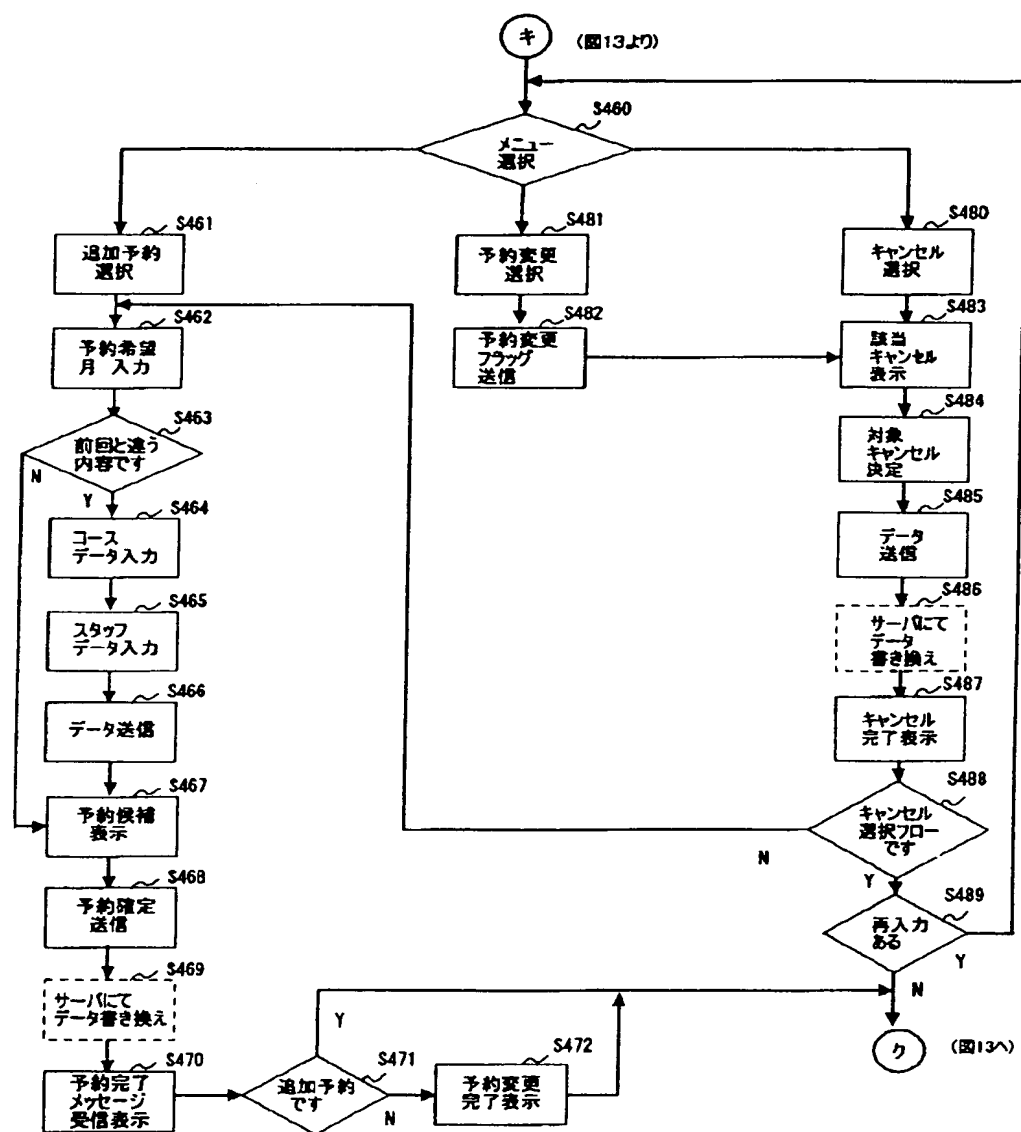 キ
(図13より)
S460
メニュー
選択
S461
追加予約
選択
S481
予約変更
選択
S480
キャンセル
選択
S462
予約希望
月 入力
S482
予約変更
フラッグ
送信
S483
該当
キャンセル
表示
S463
前回と違う
内容です
N
Y
S484
対象
キャンセル
決定
S464
コース
データ入力
S485
データ
送信
S465
スタッフ
データ入力
S486
サーバにて
データ
書き換え
S466
データ送信
S487
キャンセル
完了表示
S467
予約候補
表示
S488
キャンセル
選択フロー
です
N
Y
S468
予約確定
送信
S489
再入力
ある
Y
N
S469
サーバにて
データ書き換え
S470
予約完了
メッセージ
受信表示
S471
追加予約
です
Y
N
S472
予約変更
完了表示
ク
(図13へ)